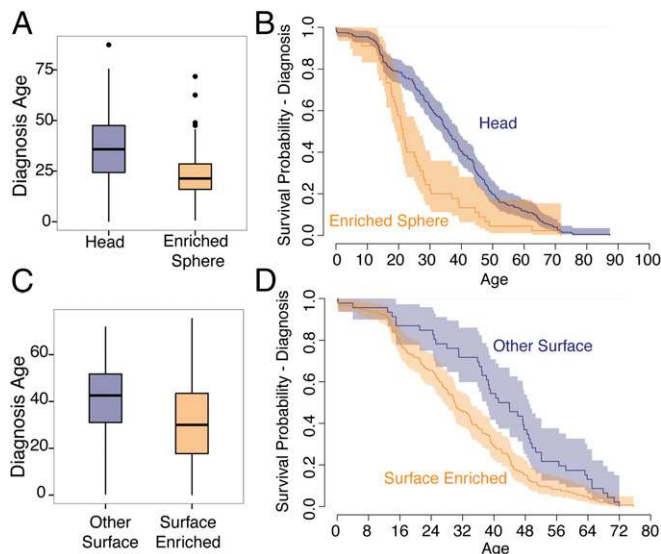 A
Diagnosis Age
75
50
25
0
Head
Enriched
Sphere
B
Survival Probability - Diagnosis
1.0
0.8
0.6
0.4
0.2
0.0
Head
Enriched Sphere
0 10 20 30 40 50 60 70 80 90 100
Age
C
Diagnosis Age
60
40
20
0
Other
Surface
Surface
Enriched
D
Survival Probability - Diagnosis
1.0
0.8
0.6
0.4
0.2
0.0
Other Surface
Surface Enriched
0 8 16 24 32 40 48 56 64 72 80
Age